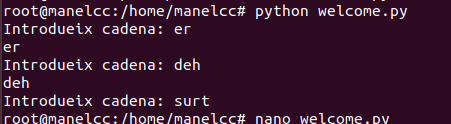 root@manelcc:/home/manelcc# python welcome.py
Introdueix cadena: er
er
Introdueix cadena: deh
deh
Introdueix cadena: surt
root@manelcc:/home/manelcc# nano welcome.py